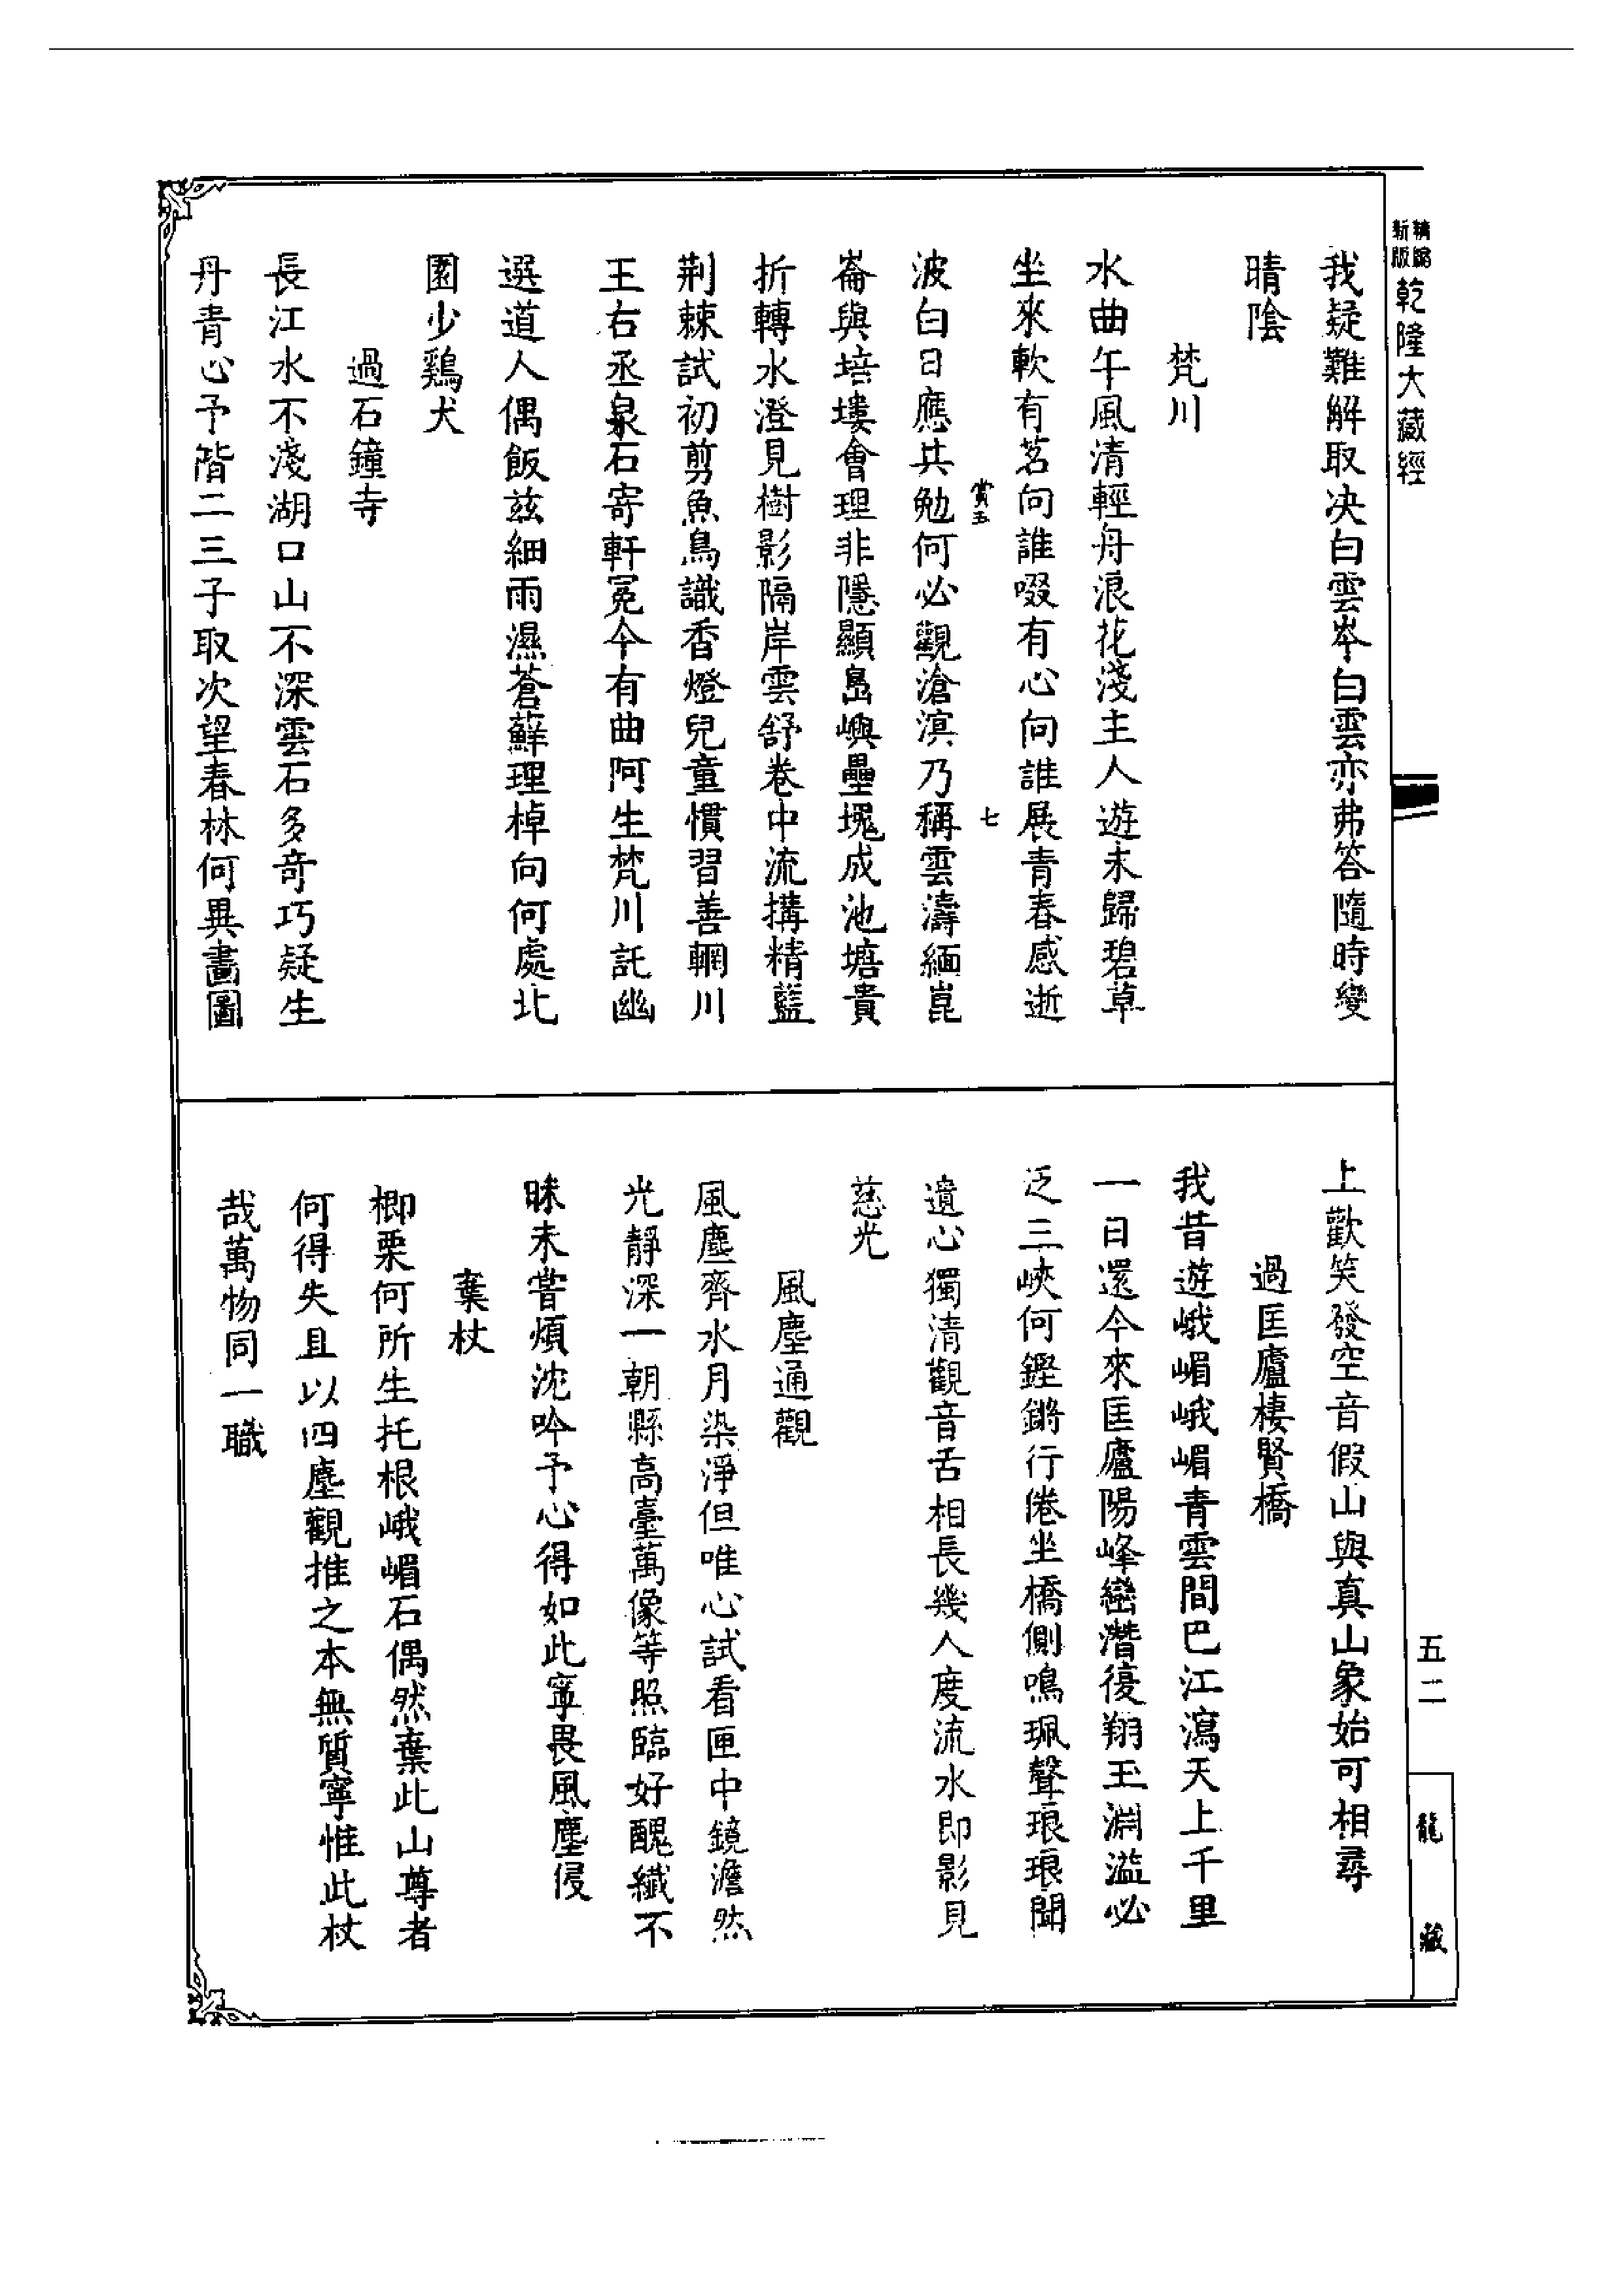 新版精縮乾隆大藏經
我疑難解取决白雲岑白雲亦弗答隨時變
晴陰
梵川
水曲午風清輕舟浪花淺主人遊未歸碧草
坐來軟有茗向誰啜有心向誰展青春感逝
七
波白日應共勉何必觀滄溟乃稱雲濤緬崑
崙與培塿會理非隱顯島嶼壘塊成池塘貴
折轉水澄見樹影隔岸雲舒卷中流搆精藍
荆棘試初剪魚鳥識香燈兒童慣習善輞川
王右丞泉石寄軒冕今有曲阿生梵川託幽
選道人偶飯兹細雨濕蒼蘚理棹向何處北
園少鷄犬
過石鐘寺
長江水不淺湖口山不深雲石多奇巧疑生
丹青心予階二三子取次望春林何異畫圖
上歡笑發空音假山與真山象始可相尋
過匡廬棲賢橋
我昔遊峨嵋峨嵋青雲間巴江瀉天上千里
一日還今來匡廬陽峰巒潛復翔玉淵溢必
泛三峽何鏗鏘行倦坐橋側鳴珮聲琅琅聞
遺心獨清觀音舌相長幾人度流水即影見
慈光
風塵通觀
風塵齊水月染淨但唯心試看匣中鏡澹然
光靜深一朝縣高臺萬像等照臨好醜纖不
昧未嘗煩沈吟予心得如此寧畏風塵侵
棄杖
楖栗何所生托根峨嵋石偶然棄此山尊者
何得失且以四塵觀推之本無質寧惟此杖
哉萬物同一職
五二
龍藏